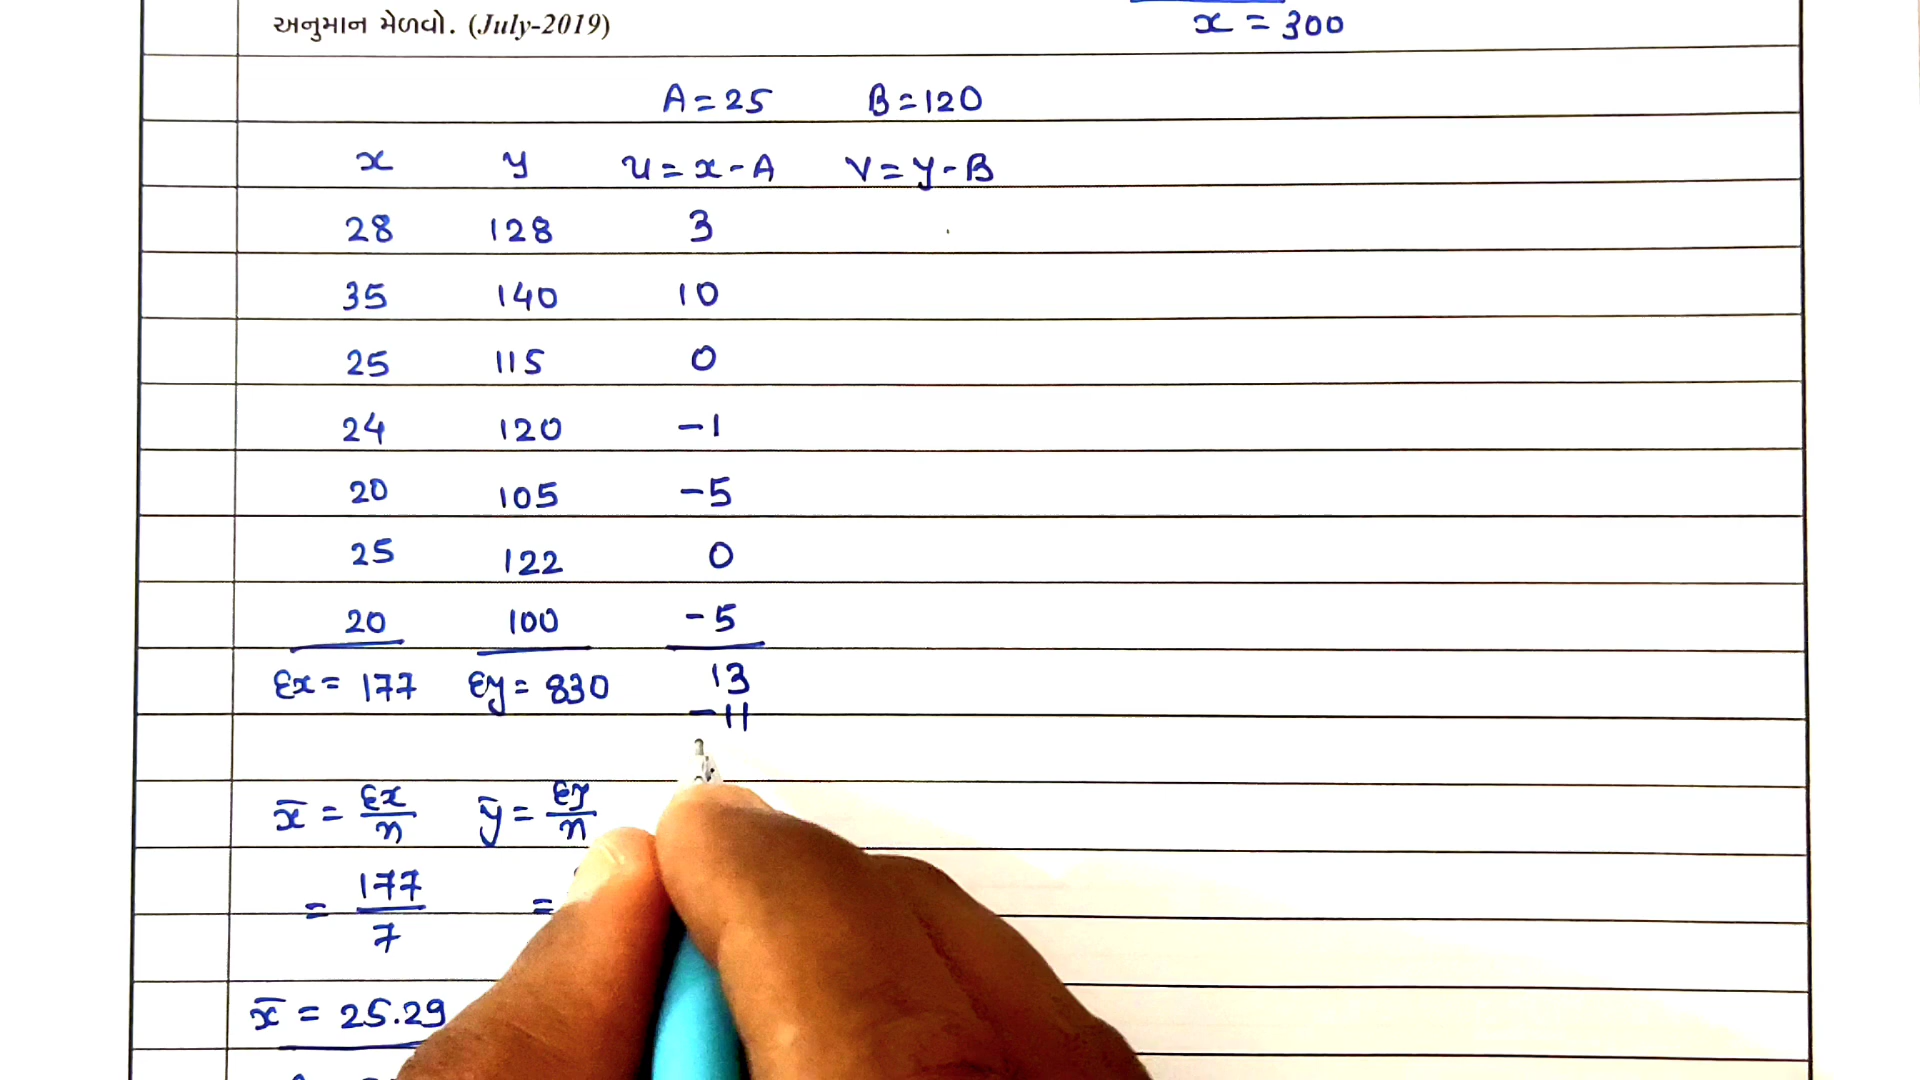 અનુમાન મેળવો. (July-2019)
x = 300
A = 25 B = 120
x y u = x - A v = y - B
28 128 3
35 140 10
25 115 0
24 120 -1
20 105 -5
25 122 0
20 100 -5
Σx = 177 Σy = 830 13
-11
x̄ = Σx/n ȳ = Σy/n
= 177/7 =
x̄ = 25.29